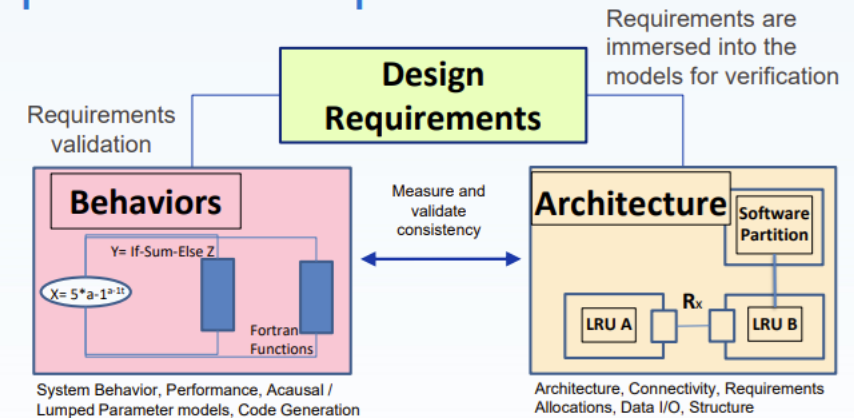 Requirements are
immersed into the
models for verification
Design
Requirements
Requirements
validation
Behaviors
Y= If-Sum-Else Z
X= 5*a-1^a-1t
Fortran
Functions
Measure and
validate
consistency
Architecture
Software
Partition
LRU A
Rx
LRU B
System Behavior, Performance, Acausal /
Lumped Parameter models, Code Generation
Architecture, Connectivity, Requirements
Allocations, Data I/O, Structure